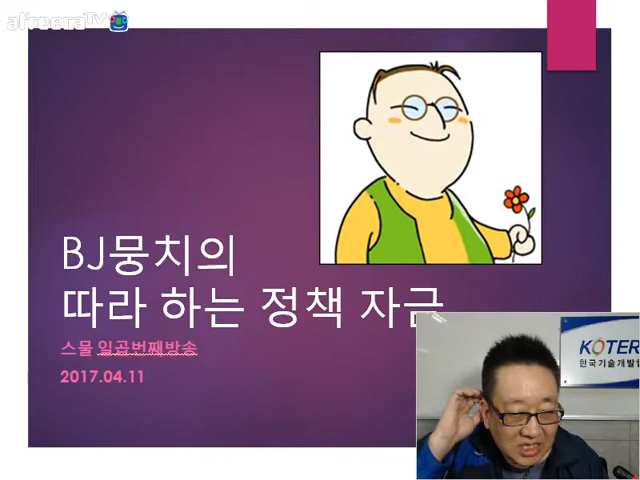 afreecaTV
BJ뭉치의
따라 하는 정책 자금
스물 일곱번째방송
2017.04.11
KOTER
한국기술개발협